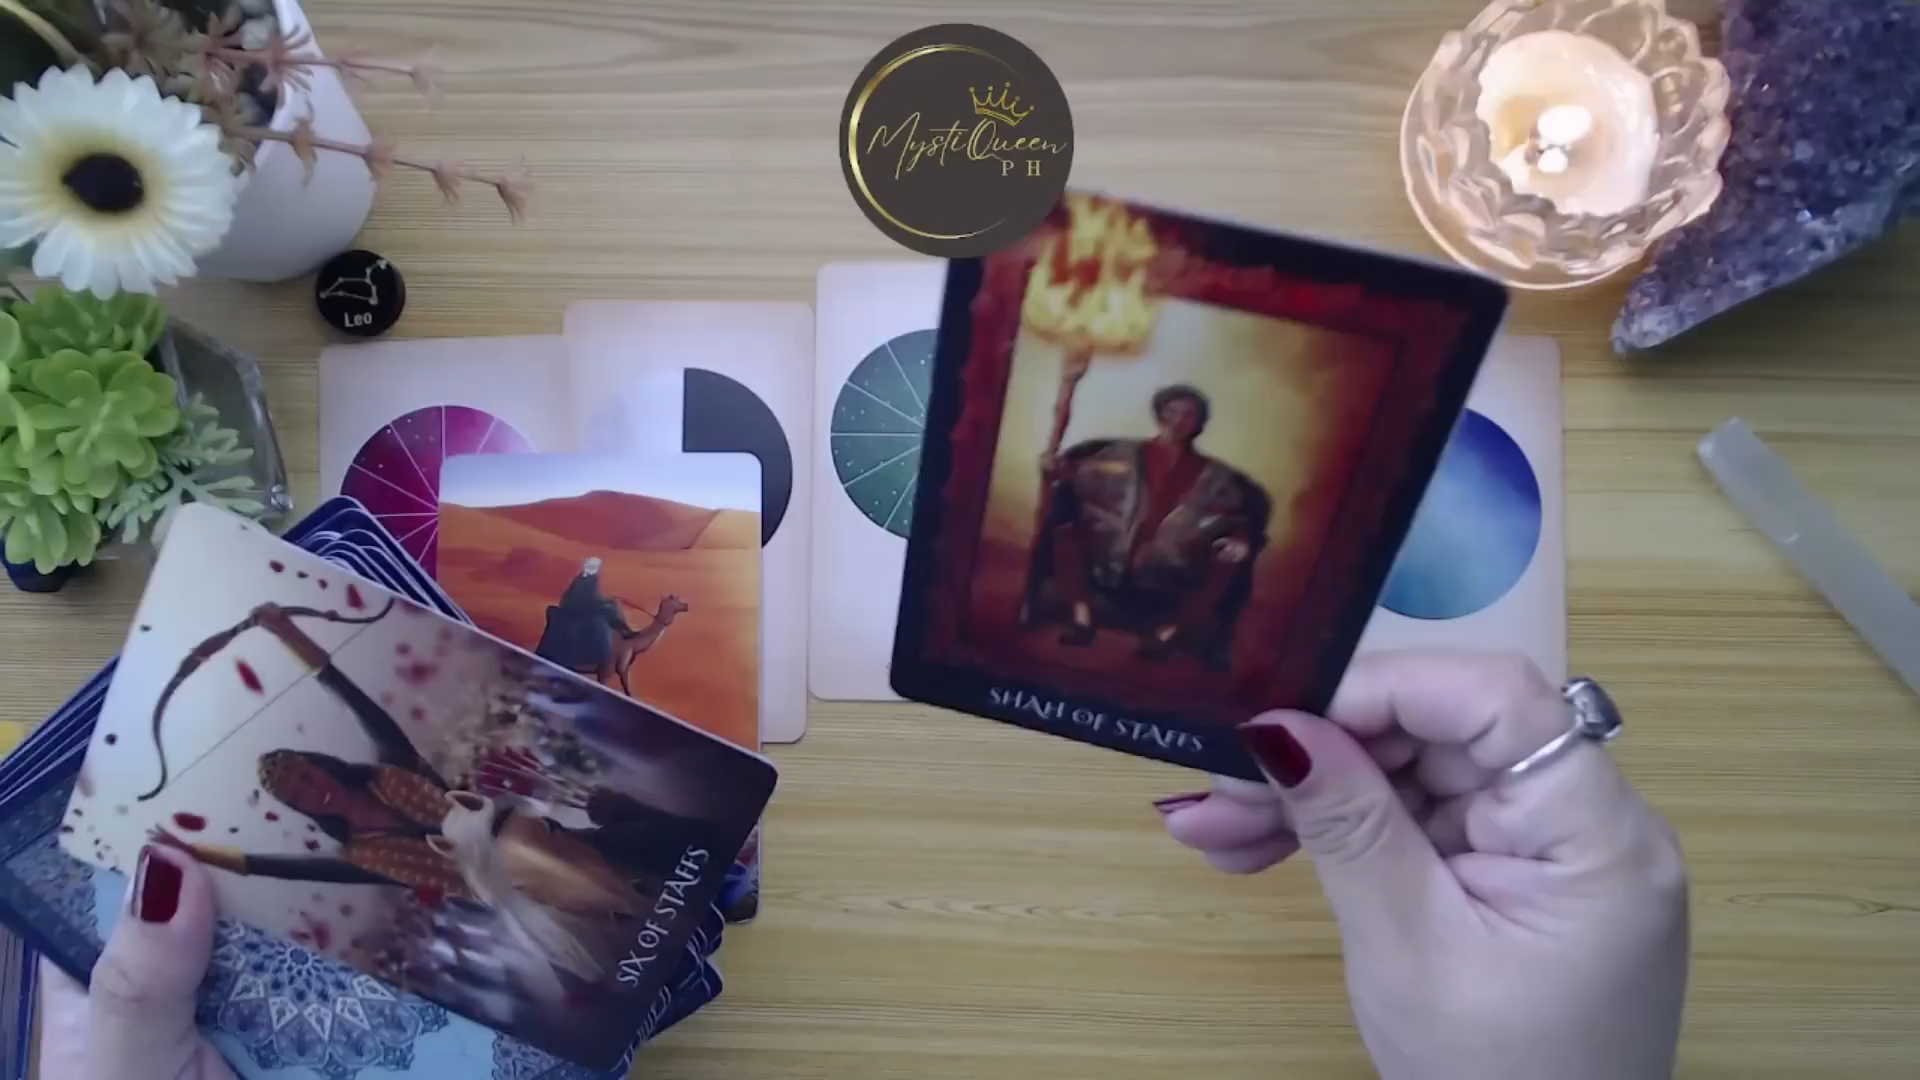 MystiQueen
PH
Leo
SHAH OF STAFFS
SIX OF STAFFS